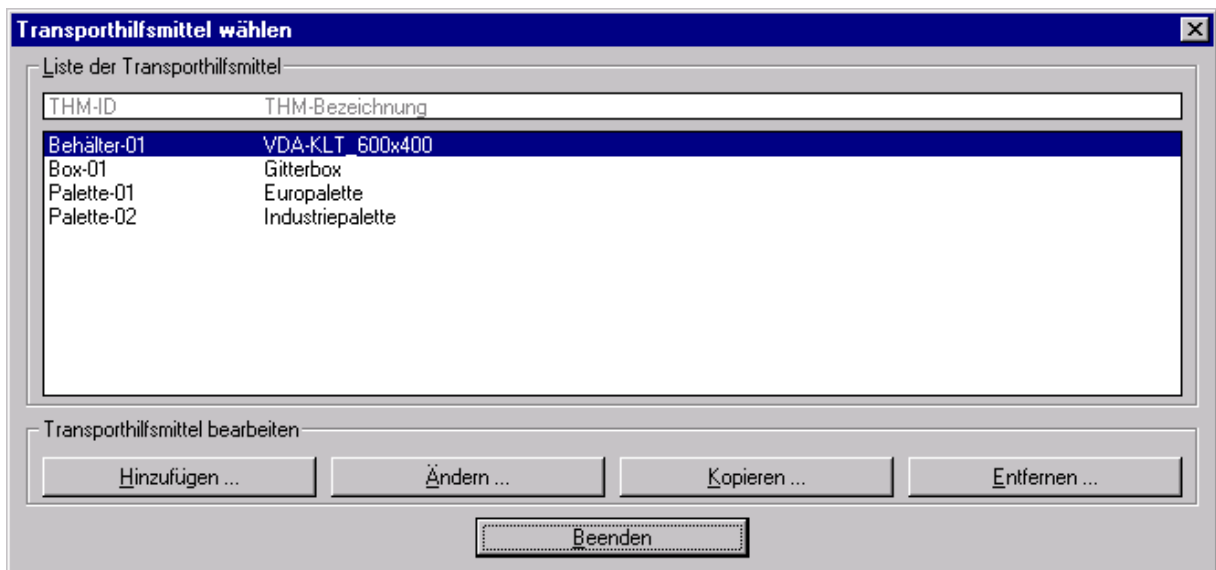 Transporthilfsmittel wählen
Liste der Transporthilfsmittel
THM-ID THM-Bezeichnung
Behälter-01 VDA-KLT_600x400
Box-01 Gitterbox
Palette-01 Europalette
Palette-02 Industriepalette
Transporthilfsmittel bearbeiten
Hinzufügen ... Ändern ... Kopieren ... Entfernen ...
Beenden